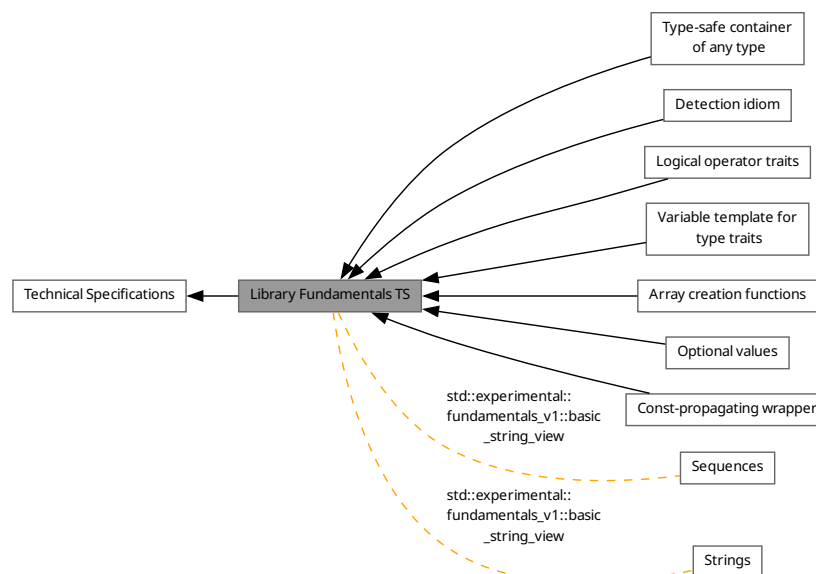 Type-safe container
of any type
Detection idiom
Logical operator traits
Variable template for
type traits
Technical Specifications
Library Fundamentals TS
Array creation functions
Optional values
Const-propagating wrapper
std::experimental::
fundamentals_v1::basic
_string_view
Sequences
std::experimental::
fundamentals_v1::basic
_string_view
Strings